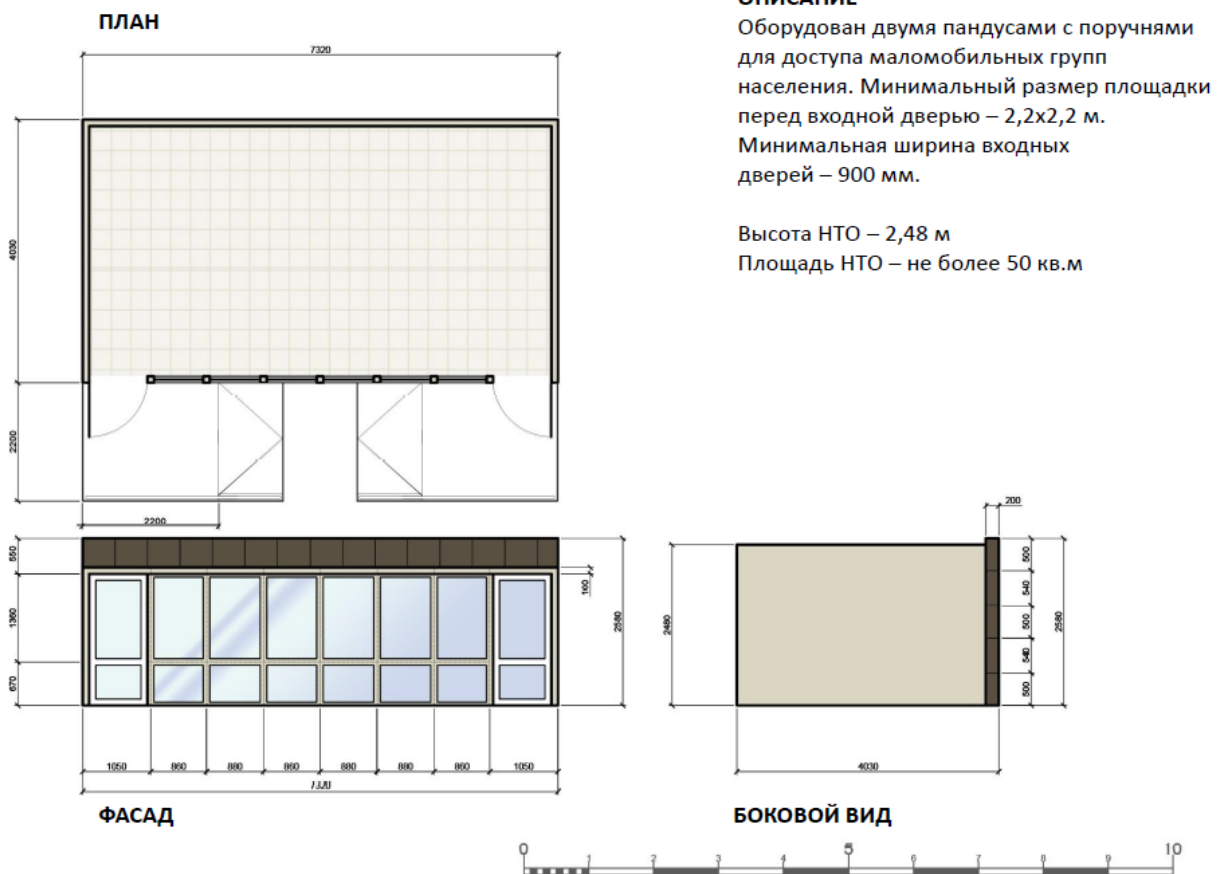 ОПИСАНИЕ
ПЛАН
Оборудован двумя пандусами с поручнями
для доступа маломобильных групп
населения. Минимальный размер площадки
перед входной дверью – 2,2х2,2 м.
Минимальная ширина входных
дверей – 900 мм.
Высота НТО – 2,48 м
Площадь НТО – не более 50 кв.м
7320
4030
2200
2200
550
1360
670
100
2580
1050 860 880 860 880 880 860 1050
7320
ФАСАД
200
2480
500
540
500
540
500
2580
4030
БОКОВОЙ ВИД
0 1 2 3 4 5 6 7 8 9 10